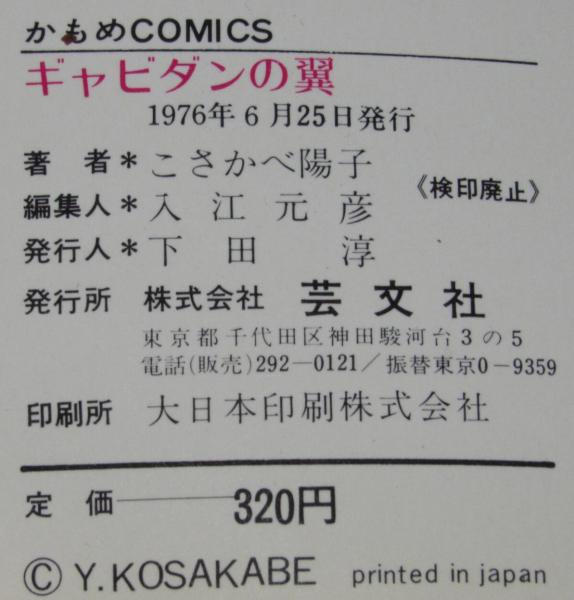 かもめCOMICS
ギャビダンの翼
1976年6月25日発行
著者*こさかべ陽子
《検印廃止》
編集人*入江元彦
発行人*下田淳
発行所 株式会社 芸文社
東京都千代田区神田駿河台3の5
電話(販売)292―0121/振替東京0-9359
印刷所 大日本印刷株式会社
定価――320円
©Y.KOSAKABE printed in japan